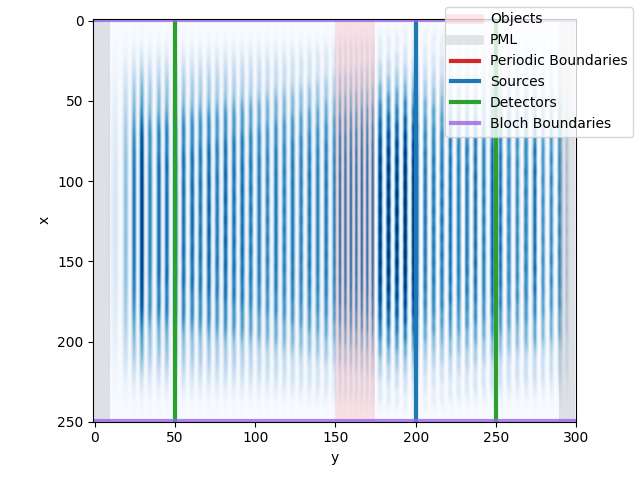 Objects
PML
Periodic Boundaries
Sources
Detectors
Bloch Boundaries
0
50
100
150
200
250
x
0
50
100
150
200
250
300
y